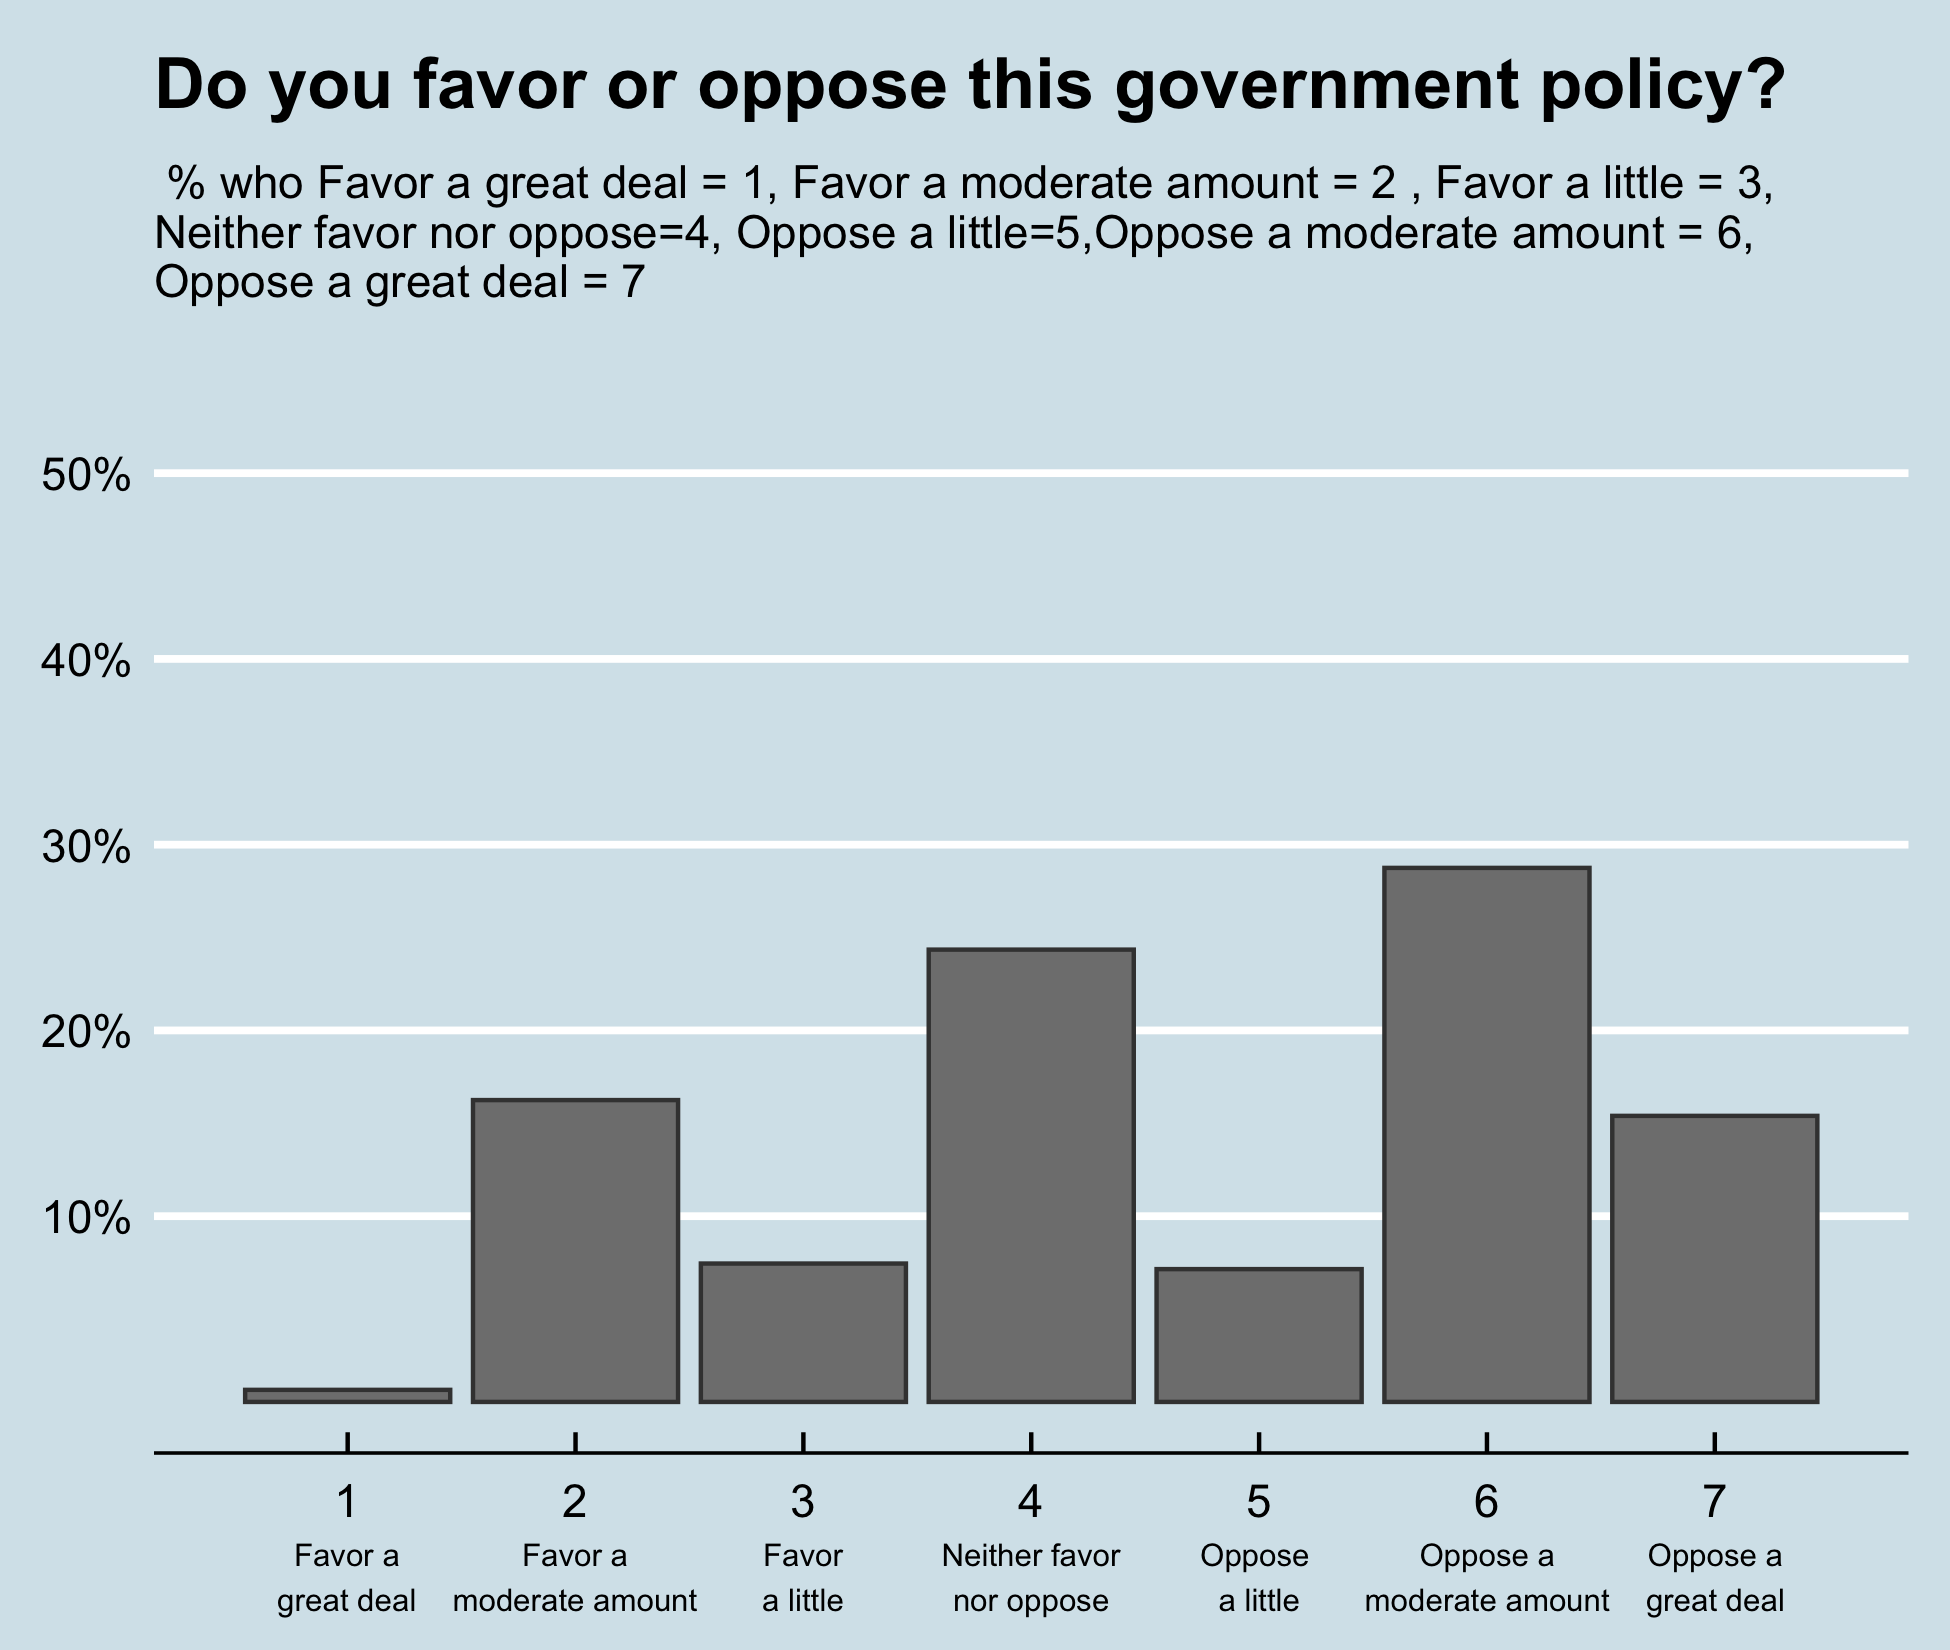 Do you favor or oppose this government policy?
% who Favor a great deal = 1, Favor a moderate amount = 2 , Favor a little = 3,
Neither favor nor oppose=4, Oppose a little=5,Oppose a moderate amount = 6,
Oppose a great deal = 7
50%
40%
30%
20%
10%
1 2 3 4 5 6 7
Favor a Favor a Favor Neither favor Oppose Oppose a Oppose a
great deal moderate amount a little nor oppose a little moderate amount great deal